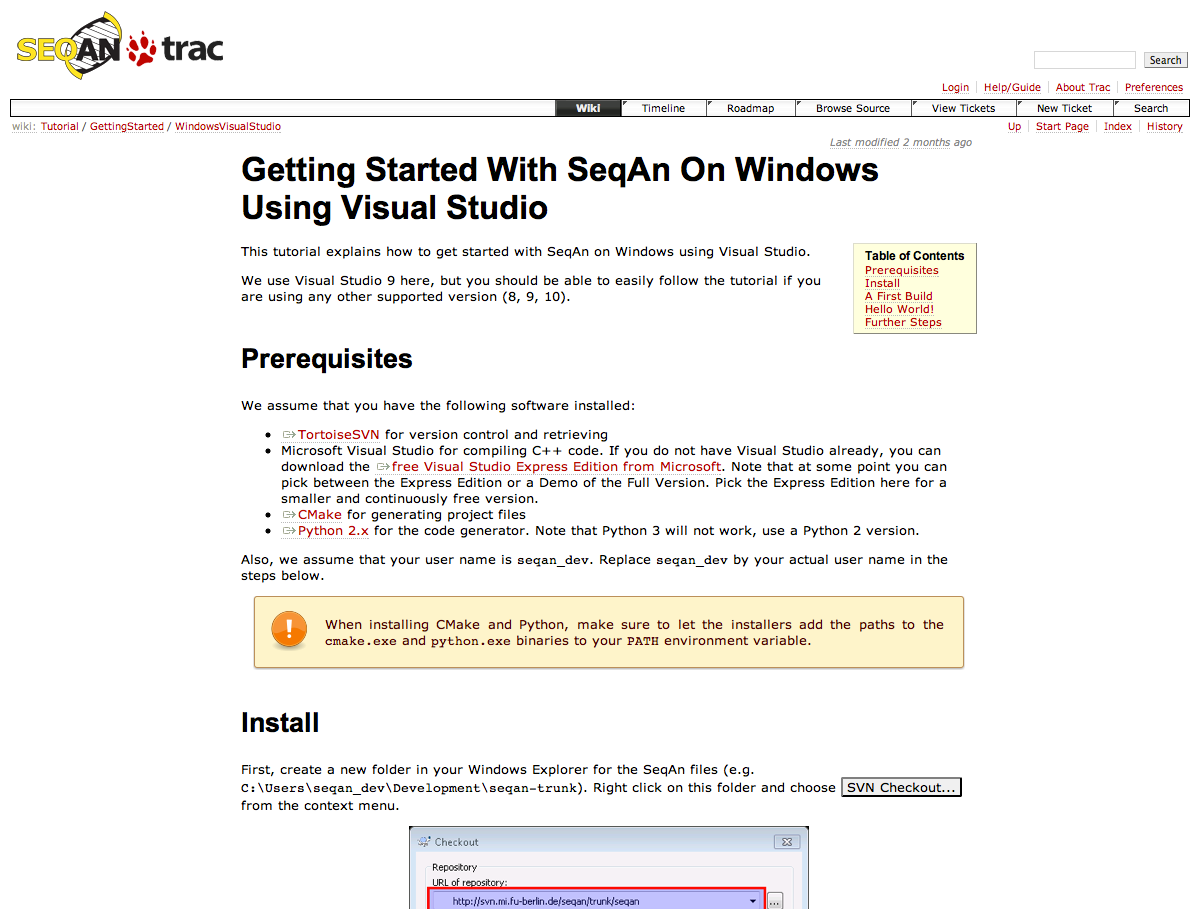 SEQAN trac
Search
Login Help/Guide About Trac Preferences
Wiki Timeline Roadmap Browse Source View Tickets New Ticket Search
wiki: Tutorial / GettingStarted / WindowsVisualStudio
Up Start Page Index History
Last modified 2 months ago
Getting Started With SeqAn On Windows
Using Visual Studio
This tutorial explains how to get started with SeqAn on Windows using Visual Studio.
We use Visual Studio 9 here, but you should be able to easily follow the tutorial if you
are using any other supported version (8, 9, 10).
Table of Contents
Prerequisites
Install
A First Build
Hello World!
Further Steps
Prerequisites
We assume that you have the following software installed:
• TortoiseSVN for version control and retrieving
• Microsoft Visual Studio for compiling C++ code. If you do not have Visual Studio already, you can
download the free Visual Studio Express Edition from Microsoft. Note that at some point you can
pick between the Express Edition or a Demo of the Full Version. Pick the Express Edition here for a
smaller and continuously free version.
• CMake for generating project files
• Python 2.x for the code generator. Note that Python 3 will not work, use a Python 2 version.
Also, we assume that your user name is seqan_dev. Replace seqan_dev by your actual user name in the
steps below.
When installing CMake and Python, make sure to let the installers add the paths to the
cmake.exe and python.exe binaries to your PATH environment variable.
Install
First, create a new folder in your Windows Explorer for the SeqAn files (e.g.
C:\Users\seqan_dev\Development\seqan-trunk). Right click on this folder and choose SVN Checkout...
from the context menu.
Checkout
Repository
URL of repository:
http://svn.mi.fu-berlin.de/seqan/trunk/seqan
...